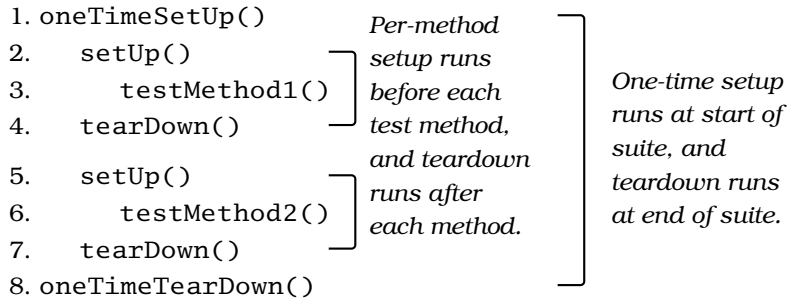 1. oneTimeSetUp()
2. setUp()
3. testMethod1()
4. tearDown()
5. setUp()
6. testMethod2()
7. tearDown()
8. oneTimeTearDown()
Per-method
setup runs
before each
test method,
and teardown
runs after
each method.
One-time setup
runs at start of
suite, and
teardown runs
at end of suite.